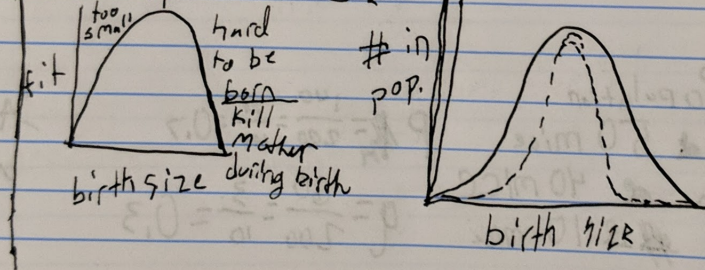 too
small
hard
to be
born
kill
mother
during birth
fit
birth size
# in
pop.
birth size